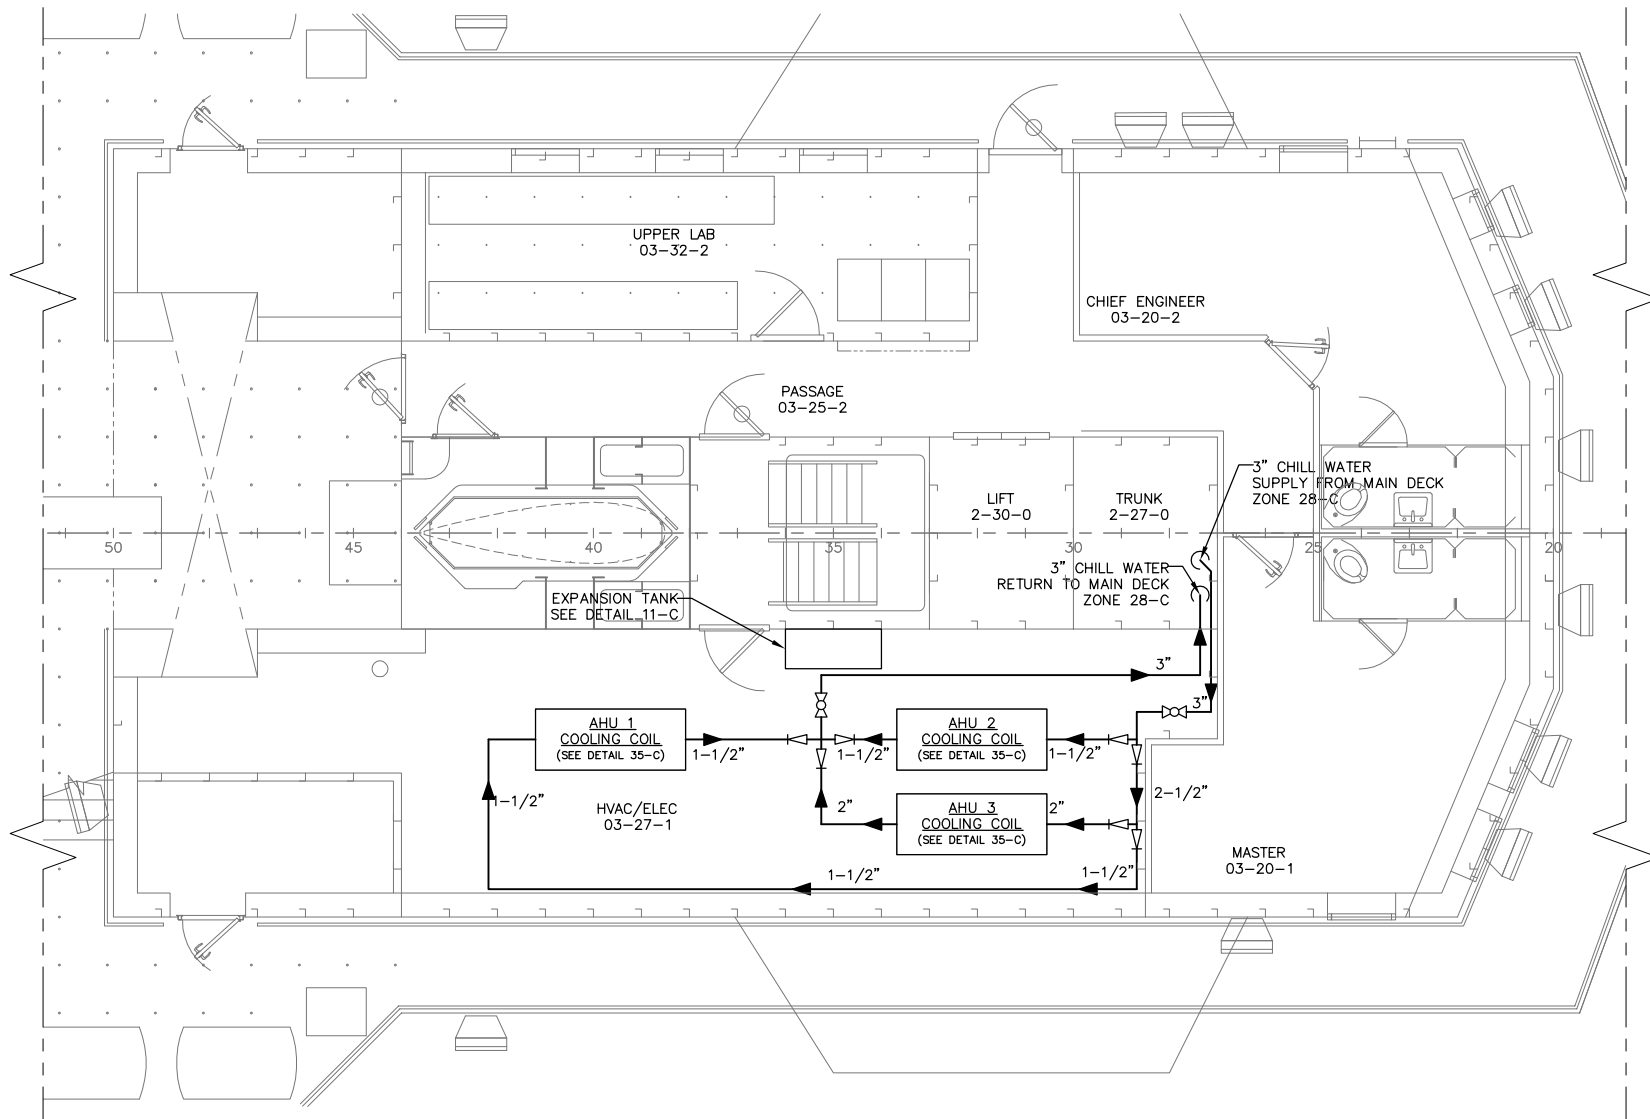 UPPER LAB
03-32-2
CHIEF ENGINEER
03-20-2
PASSAGE
03-25-2
3" CHILL WATER
SUPPLY FROM MAIN DECK
ZONE 28-C
LIFT
2-30-0
TRUNK
2-27-0
50
45
40
35
30
25
20
3" CHILL WATER
RETURN TO MAIN DECK
ZONE 28-C
EXPANSION TANK
SEE DETAIL 11-C
3"
3"
AHU 1
COOLING COIL
(SEE DETAIL 35-C)
1-1/2"
1-1/2"
AHU 2
COOLING COIL
(SEE DETAIL 35-C)
1-1/2"
1-1/2"
HVAC/ELEC
03-27-1
2"
AHU 3
COOLING COIL
(SEE DETAIL 35-C)
2"
2-1/2"
MASTER
03-20-1
1-1/2"
1-1/2"